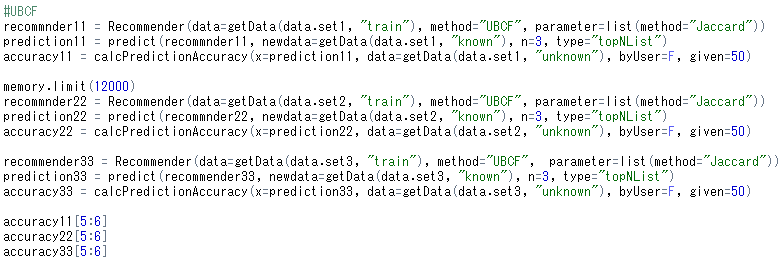 #UBCF
recommnder11 = Recommender(data=getData(data.set1, "train"), method="UBCF", parameter=list(method="Jaccard"))
prediction11 = predict(recommnder11, newdata=getData(data.set1, "known"), n=3, type="topNList")
accuracy11 = calcPredictionAccuracy(x=prediction11, data=getData(data.set1, "unknown"), byUser=F, given=50)
memory.limit(12000)
recommnder22 = Recommender(data=getData(data.set2, "train"), method="UBCF", parameter=list(method="Jaccard"))
prediction22 = predict(recommnder22, newdata=getData(data.set2, "known"), n=3, type="topNList")
accuracy22 = calcPredictionAccuracy(x=prediction22, data=getData(data.set2, "unknown"), byUser=F, given=50)
recommender33 = Recommender(data=getData(data.set3, "train"), method="UBCF",  parameter=list(method="Jaccard"))
prediction33 = predict(recommender33, newdata=getData(data.set3, "known"), n=3, type="topNList")
accuracy33 = calcPredictionAccuracy(x=prediction33, data=getData(data.set3, "unknown"), byUser=F, given=50)
accuracy11[5:6]
accuracy22[5:6]
accuracy33[5:6]